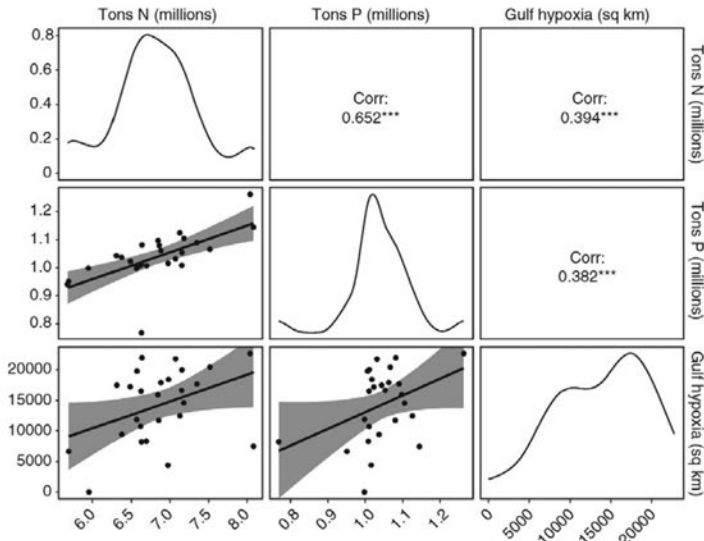 Tons N (millions) Tons P (millions) Gulf hypoxia (sq km)
0.8
0.6
0.4
0.2
0
Corr:
0.652***
Corr:
0.394***
Tons N (millions)
1.2
1.1
1.0
0.9
0.8
Corr:
0.382***
Tons P (millions)
20000
15000
10000
5000
0
Gulf hypoxia (sq km)
6.0 6.5 7.0 7.5 8.0 0.8 0.9 1.0 1.1 1.2 0 5000 10000 15000 20000